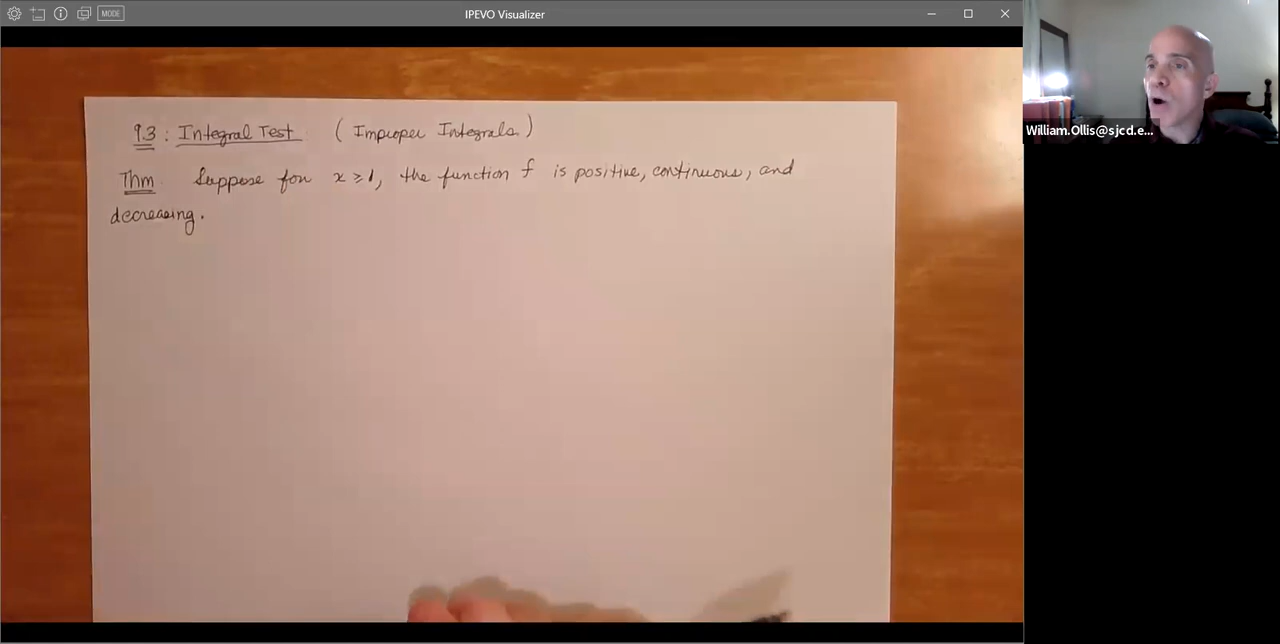 MODE
IPEVO Visualizer
9.3 : Integral Test ( Improper Integrals )
Thm Suppose for x ≥ 1, the function f is positive, continuous, and
decreasing.
William.Ollis@sjcd.e...